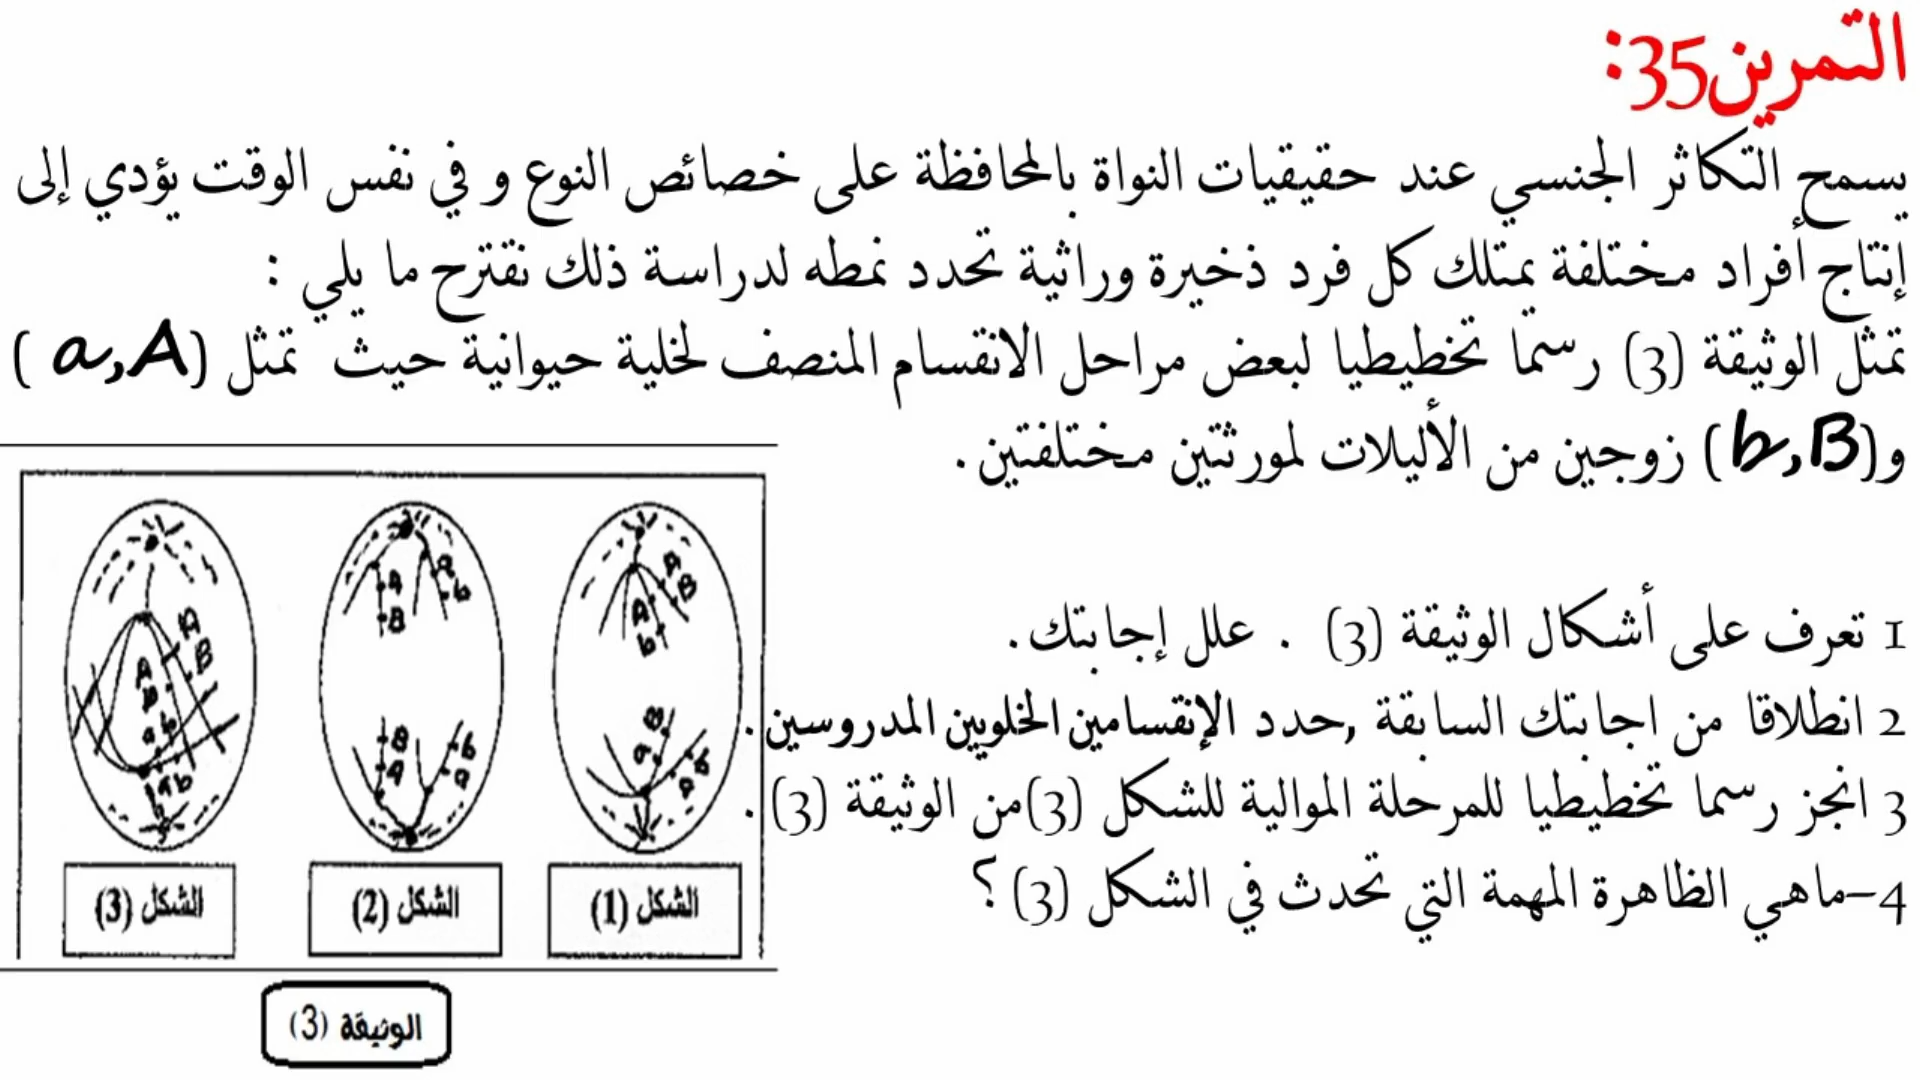 التمرين35:
يسمح التكاثر الجنسي عند حقيقيات النواة بالمحافظة على خصائص النوع و في نفس الوقت يؤدي إلى
إنتاج أفراد مختلفة يمتلك كل فرد ذخيرة وراثية تحدد نمطه لدراسة ذلك نقترح ما يلي :
تمثل الوثيقة (3) رسما تخطيطيا لبعض مراحل الانقسام المنصف لخلية حيوانية حيث تمثل (a,A )
و(b,B) زوجين من الأليلات لمورثتين مختلفتين .
1 تعرف على أشكال الوثيقة (3) . علل إجابتك .
2 انطلاقا من اجابتك السابقة ,حدد الإنقسامين الخلويين المدروسين .
3 انجز رسما تخطيطيا للمرحلة الموالية للشكل (3)من الوثيقة (3) .
4–ماهي الظاهرة المهمة التي تحدث في الشكل (3) ؟
A
B
A
b
B
a
b
a
الشكل (1)
A
B
a
b
B
a
b
a
الشكل (2)
A
B
A
b
a
b
a
b
الشكل (3)
الوثيقة (3)